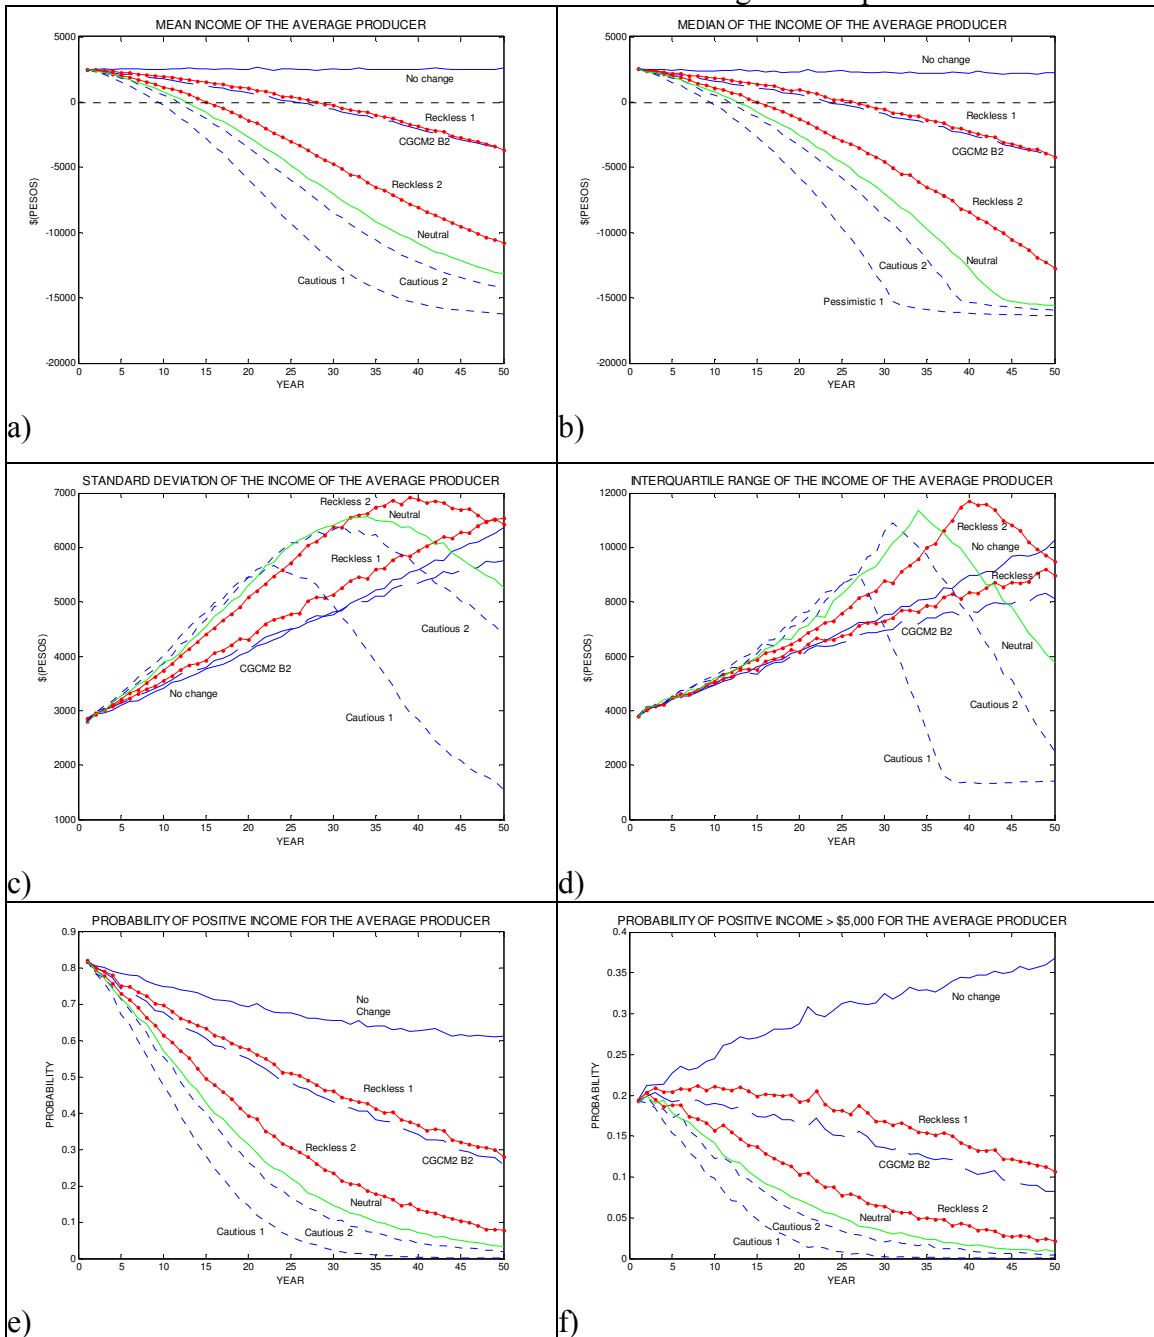 MEAN INCOME OF THE AVERAGE PRODUCER
5000
0
-5000
-10000
-15000
-20000
$(PESOS)
No change
Reckless 1
CGCM2 B2
Reckless 2
Neutral
Cautious 1
Cautious 2
0 5 10 15 20 25 30 35 40 45 50
YEAR
a)
MEDIAN OF THE INCOME OF THE AVERAGE PRODUCER
5000
0
-5000
-10000
-15000
-20000
$(PESOS)
No change
Reckless 1
CGCM2 B2
Reckless 2
Neutral
Cautious 2
Pessimistic 1
0 5 10 15 20 25 30 35 40 45 50
YEAR
b)
STANDARD DEVIATION OF THE INCOME OF THE AVERAGE PRODUCER
7000
6000
5000
4000
3000
2000
1000
$(PESOS)
Reckless 2
Neutral
Reckless 1
Cautious 2
CGCM2 B2
No change
Cautious 1
0 5 10 15 20 25 30 35 40 45 50
YEAR
c)
INTERQUARTILE RANGE OF THE INCOME OF THE AVERAGE PRODUCER
12000
10000
8000
6000
4000
2000
0
$(PESOS)
Reckless 2
No change
Reckless 1
CGCM2 B2
Neutral
Cautious 2
Cautious 1
0 5 10 15 20 25 30 35 40 45 50
YEAR
d)
PROBABILITY OF POSITIVE INCOME FOR THE AVERAGE PRODUCER
0.9
0.8
0.7
0.6
0.5
0.4
0.3
0.2
0.1
0
PROBABILITY
No
Change
Reckless 1
Reckless 2
CGCM2 B2
Neutral
Cautious 1
Cautious 2
0 5 10 15 20 25 30 35 40 45 50
YEAR
e)
PROBABILITY OF POSITIVE INCOME > $5,000 FOR THE AVERAGE PRODUCER
0.4
0.35
0.3
0.25
0.2
0.15
0.1
0.05
0
PROBABILITY
No change
Reckless 1
CGCM2 B2
Reckless 2
Neutral
Cautious 2
Cautious 1
0 5 10 15 20 25 30 35 40 45 50
YEAR
f)